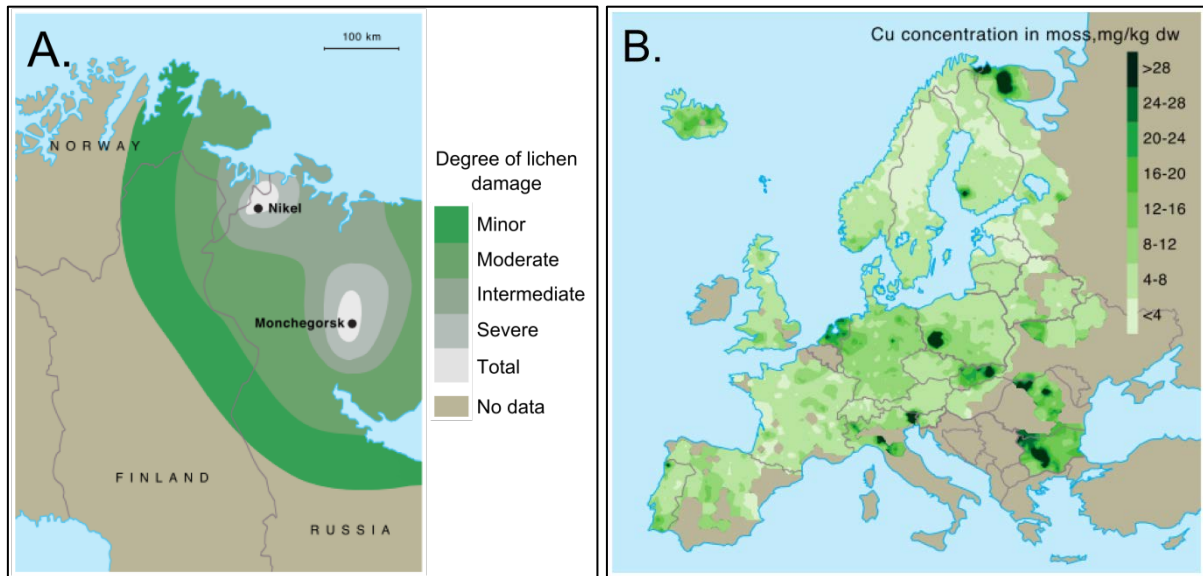 A.
100 km
NORWAY
Nikel
Monchegorsk
FINLAND
RUSSIA
Degree of lichen
damage
Minor
Moderate
Intermediate
Severe
Total
No data
B.
Cu concentration in moss,mg/kg dw
>28
24-28
20-24
16-20
12-16
8-12
4-8
<4